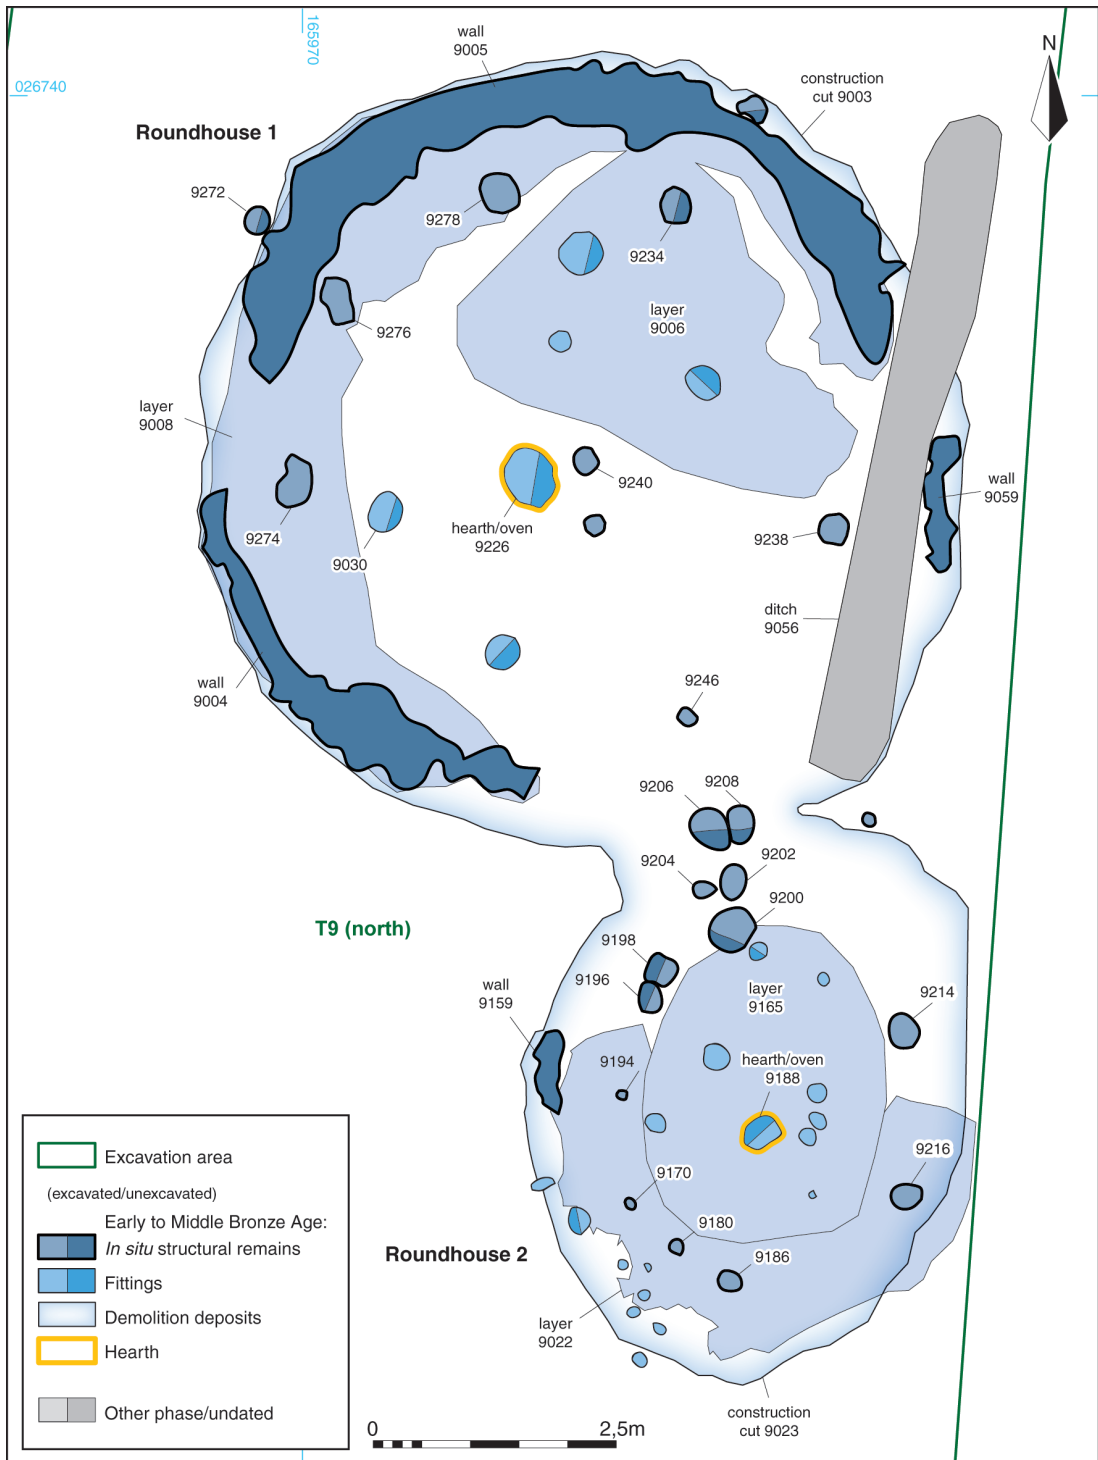 wall
9005
165970
026740
N
construction
cut 9003
Roundhouse 1
9272
9278
9234
9276
layer
9006
layer
9008
9240
wall
9059
9274
hearth/oven
9226
9238
9030
ditch
9056
wall
9004
9246
9206
9208
9204
9202
9200
T9 (north)
9198
9196
wall
9159
layer
9165
9214
9194
hearth/oven
9188
9170
9216
9180
Roundhouse 2
9186
layer
9022
construction
cut 9023
Excavation area
(excavated/unexcavated)
Early to Middle Bronze Age:
In situ structural remains
Fittings
Demolition deposits
Hearth
Other phase/undated
0 2,5m